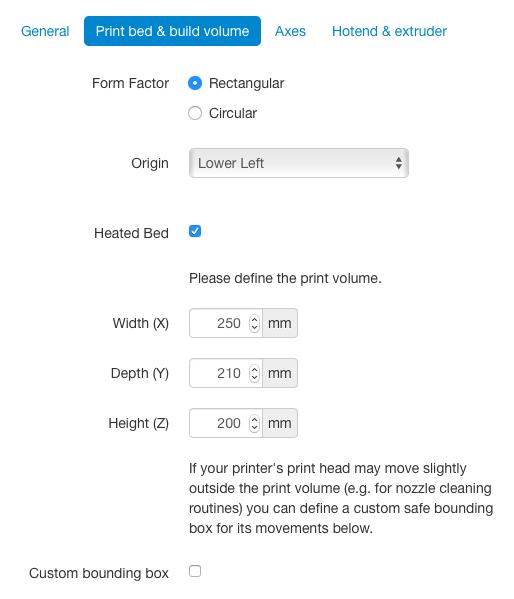 General Print bed & build volume Axes Hotend & extruder
Form Factor Rectangular
Circular
Origin Lower Left
Heated Bed
Please define the print volume.
Width (X) 250 mm
Depth (Y) 210 mm
Height (Z) 200 mm
If your printer's print head may move slightly
outside the print volume (e.g. for nozzle cleaning
routines) you can define a custom safe bounding
box for its movements below.
Custom bounding box